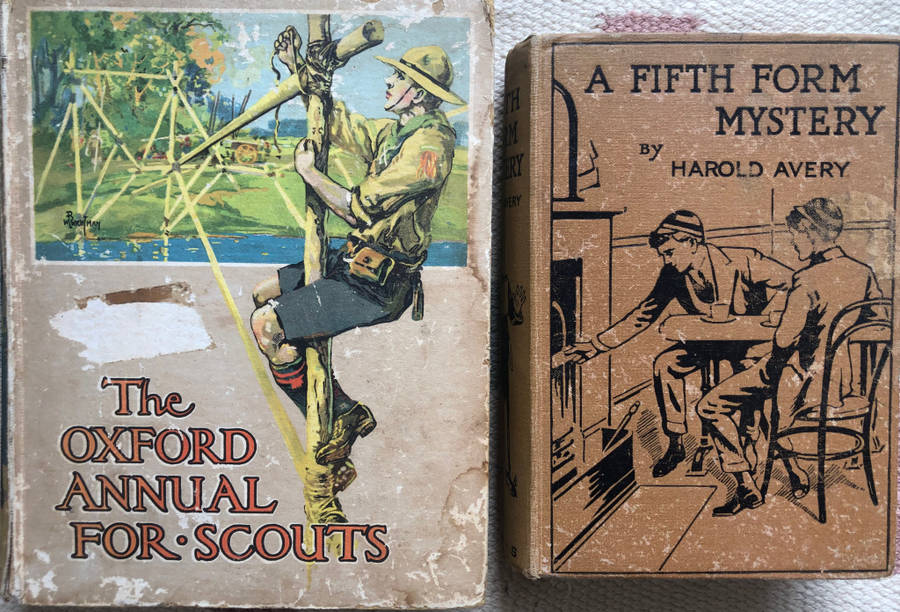 The
OXFORD
ANNUAL
FOR·SCOUTS
A FIFTH FORM
MYSTERY
BY
HAROLD AVERY